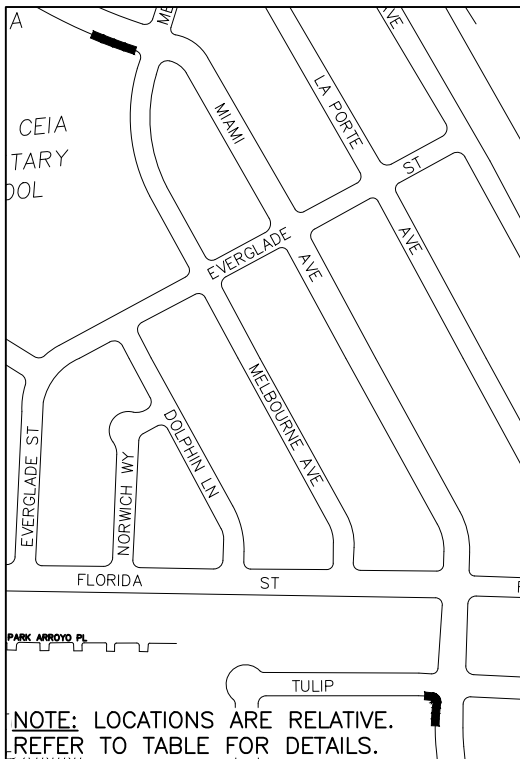 A
ME
AVE
CEIA
TARY
OOL
MIAMI
LA PORTE
ST
EVERGLADE
AVE
AVE
MELBOURNE AVE
DOLPHIN LN
NORWICH WY
EVERGLADE ST
FLORIDA ST
F
PARK ARROYO PL
TULIP
NOTE: LOCATIONS ARE RELATIVE.
REFER TO TABLE FOR DETAILS.